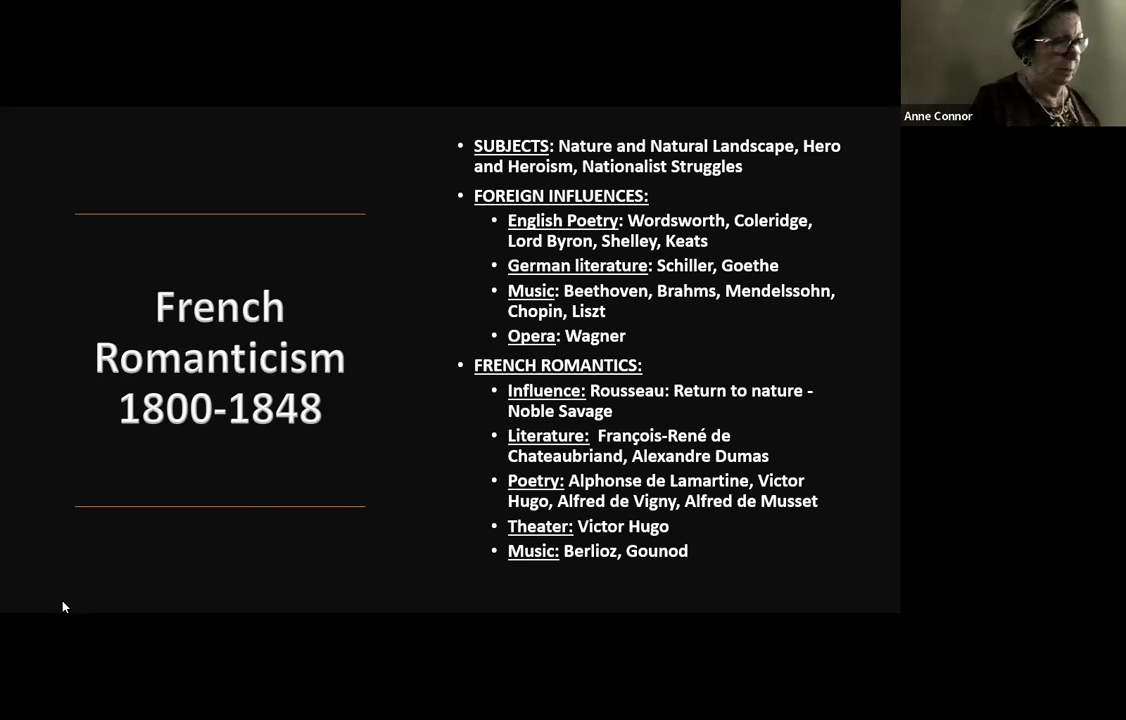 Anne Connor
French
Romanticism
1800-1848
• SUBJECTS: Nature and Natural Landscape, Hero
and Heroism, Nationalist Struggles
• FOREIGN INFLUENCES:
• English Poetry: Wordsworth, Coleridge,
Lord Byron, Shelley, Keats
• German literature: Schiller, Goethe
• Music: Beethoven, Brahms, Mendelssohn,
Chopin, Liszt
• Opera: Wagner
• FRENCH ROMANTICS:
• Influence: Rousseau: Return to nature -
Noble Savage
• Literature:  François-René de
Chateaubriand, Alexandre Dumas
• Poetry: Alphonse de Lamartine, Victor
Hugo, Alfred de Vigny, Alfred de Musset
• Theater: Victor Hugo
• Music: Berlioz, Gounod